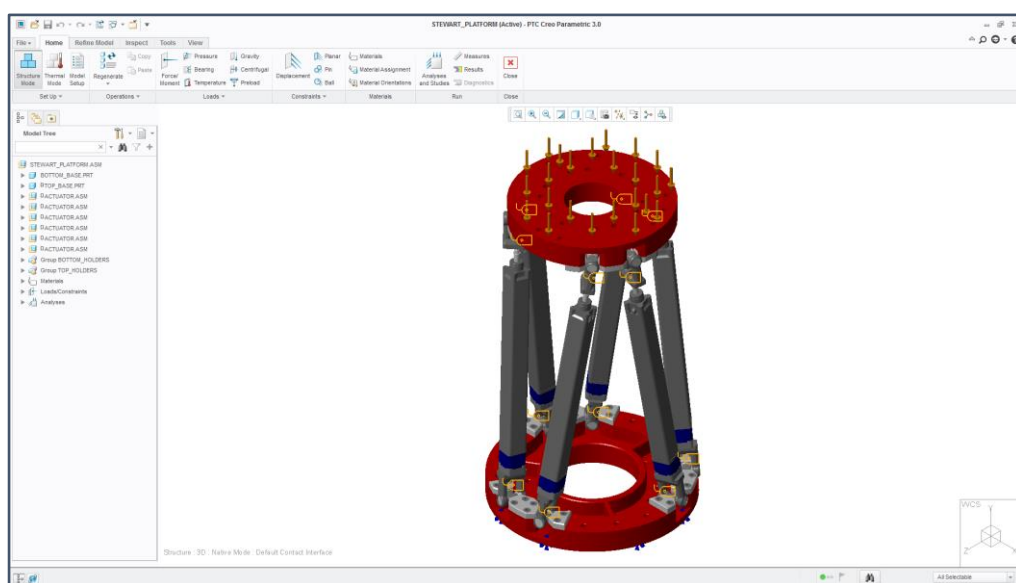 STEWART_PLATFORM (Active) - PTC Creo Parametric 3.0
File Home Refine Model Inspect Tools View
Structure Mode
Thermal Mode
Model Setup
Regenerate
Copy
Paste
Force/Moment
Pressure
Bearing
Temperature
Gravity
Centrifugal
Preload
Displacement
Planar
Pin
Ball
Materials
Material Assignment
Material Orientations
Analyses and Studies
Measures
Results
Diagnostics
Close
Set Up Operations Loads Constraints Materials Run Close
Model Tree
STEWART_PLATFORM.ASM
BOTTOM_BASE.PRT
TOP_BASE.PRT
ACTUATOR.ASM
ACTUATOR.ASM
ACTUATOR.ASM
ACTUATOR.ASM
ACTUATOR.ASM
ACTUATOR.ASM
Group BOTTOM_HOLDERS
Group TOP_HOLDERS
Materials
Loads/Constraints
Analyses
WCS
Y
Z
X
Structure : 3D : Native Mode : Default Contact Interface
All Selectable